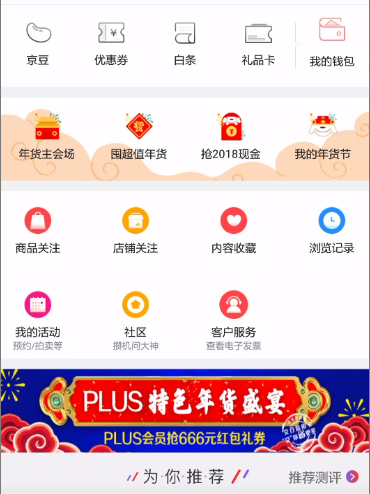 京豆 优惠券 白条 礼品卡 我的钱包
年货主会场 囤超值年货 抢2018现金 我的年货节
商品关注 店铺关注 内容收藏 浏览记录
我的活动 社区 客户服务
预约/拍卖等 攒机问大神 查看电子发票
PLUS特色年货盛宴
PLUS会员抢666元红包礼券
为你推荐 推荐测评